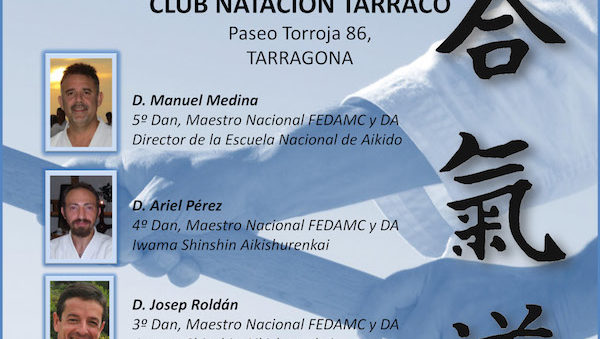 CLUB NATACIÓN TARRACO
Paseo Torroja 86,
TARRAGONA
D. Manuel Medina
5º Dan, Maestro Nacional FEDAMC y DA
Director de la Escuela Nacional de Aikido
D. Ariel Pérez
4º Dan, Maestro Nacional FEDAMC y DA
Iwama Shinshin Aikishurenkai
D. Josep Roldán
3º Dan, Maestro Nacional FEDAMC y DA
合
氣
道